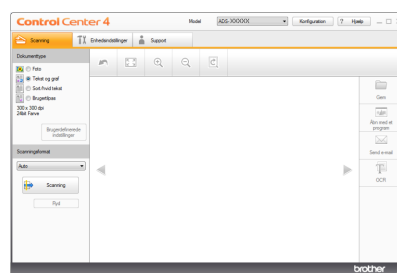 Control Center 4
Model
ADS-XXXXX
Konfiguration
? Hjælp
Scanning
Enhedsindstillinger
Support
Dokumenttype
Foto
Tekst og graf
Sort-hvid tekst
Brugertilpas
300 x 300 dpi
24bit Farve
Brugerdefinerede
indstillinger
Scanningsformat
Auto
Scanning
Ryd
Gem
Åbn med et
program
Send e-mail
OCR
brother